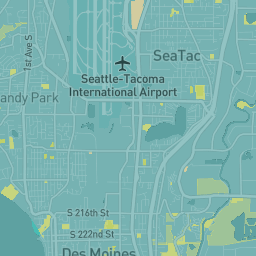 1st Ave S
SeaTac
Seattle-Tacoma
International Airport
andy Park
S 216th St
S 222nd St
Des Moines